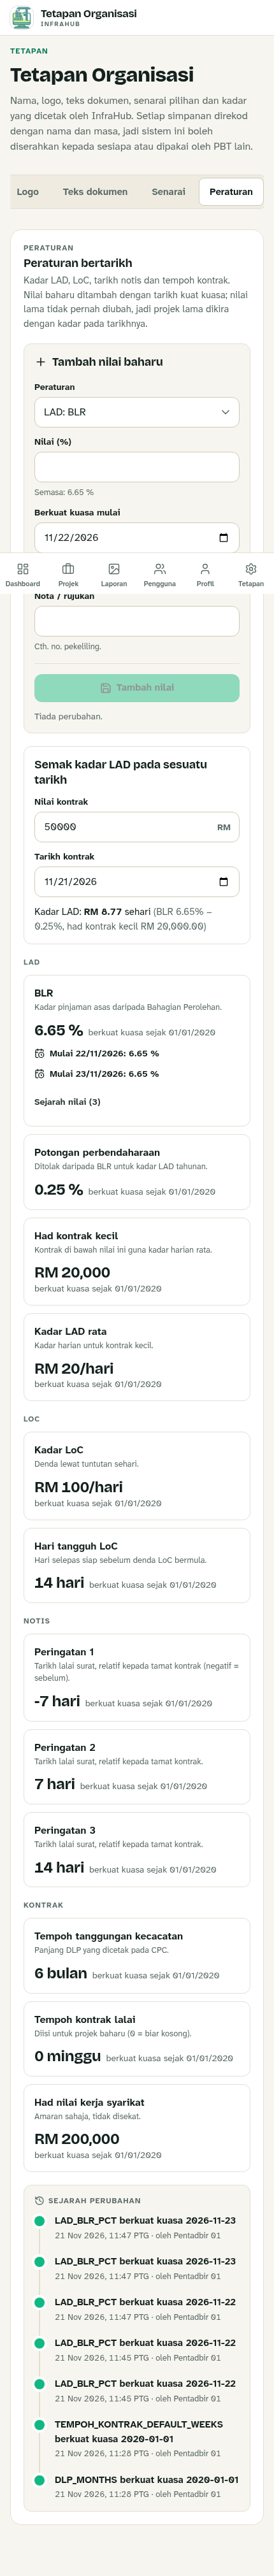 Tetapan Organisasi
INFRAHUB
TETAPAN
Tetapan Organisasi
Nama, logo, teks dokumen, senarai pilihan dan kadar
yang dicetak oleh InfraHub. Setiap simpanan direkod
dengan nama dan masa, jadi sistem ini boleh
diserahkan kepada sesiapa atau dipakai oleh PBT lain.
Logo Teks dokumen Senarai Peraturan
PERATURAN
Peraturan bertarikh
Kadar LAD, LoC, tarikh notis dan tempoh kontrak.
Nilai baharu ditambah dengan tarikh kuat kuasa; nilai
lama tidak pernah diubah, jadi projek lama dikira
dengan kadar pada tarikhnya.
Tambah nilai baharu
Peraturan
LAD: BLR
Nilai (%)
Semasa: 6.65 %
Berkuat kuasa mulai
11/22/2026
Dashboard Projek Laporan Pengguna Profil Tetapan
Nota / rujukan
Cth. no. pekeliling.
Tambah nilai
Tiada perubahan.
Semak kadar LAD pada sesuatu
tarikh
Nilai kontrak
50000 RM
Tarikh kontrak
11/21/2026
Kadar LAD: RM 8.77 sehari (BLR 6.65% −
0.25%, had kontrak kecil RM 20,000.00)
LAD
BLR
Kadar pinjaman asas daripada Bahagian Perolehan.
6.65 % berkuat kuasa sejak 01/01/2020
Mulai 22/11/2026: 6.65 %
Mulai 23/11/2026: 6.65 %
Sejarah nilai (3)
Potongan perbendaharaan
Ditolak daripada BLR untuk kadar LAD tahunan.
0.25 % berkuat kuasa sejak 01/01/2020
Had kontrak kecil
Kontrak di bawah nilai ini guna kadar harian rata.
RM 20,000
berkuat kuasa sejak 01/01/2020
Kadar LAD rata
Kadar harian untuk kontrak kecil.
RM 20/hari
berkuat kuasa sejak 01/01/2020
LOC
Kadar LoC
Denda lewat tuntutan sehari.
RM 100/hari
berkuat kuasa sejak 01/01/2020
Hari tangguh LoC
Hari selepas siap sebelum denda LoC bermula.
14 hari berkuat kuasa sejak 01/01/2020
NOTIS
Peringatan 1
Tarikh lalai surat, relatif kepada tamat kontrak (negatif =
sebelum).
-7 hari berkuat kuasa sejak 01/01/2020
Peringatan 2
Tarikh lalai surat, relatif kepada tamat kontrak.
7 hari berkuat kuasa sejak 01/01/2020
Peringatan 3
Tarikh lalai surat, relatif kepada tamat kontrak.
14 hari berkuat kuasa sejak 01/01/2020
KONTRAK
Tempoh tanggungan kecacatan
Panjang DLP yang dicetak pada CPC.
6 bulan berkuat kuasa sejak 01/01/2020
Tempoh kontrak lalai
Diisi untuk projek baharu (0 = biar kosong).
0 minggu berkuat kuasa sejak 01/01/2020
Had nilai kerja syarikat
Amaran sahaja, tidak disekat.
RM 200,000
berkuat kuasa sejak 01/01/2020
SEJARAH PERUBAHAN
LAD_BLR_PCT berkuat kuasa 2026-11-23
21 Nov 2026, 11:47 PTG · oleh Pentadbir 01
LAD_BLR_PCT berkuat kuasa 2026-11-23
21 Nov 2026, 11:47 PTG · oleh Pentadbir 01
LAD_BLR_PCT berkuat kuasa 2026-11-22
21 Nov 2026, 11:47 PTG · oleh Pentadbir 01
LAD_BLR_PCT berkuat kuasa 2026-11-22
21 Nov 2026, 11:45 PTG · oleh Pentadbir 01
LAD_BLR_PCT berkuat kuasa 2026-11-22
21 Nov 2026, 11:45 PTG · oleh Pentadbir 01
TEMPOH_KONTRAK_DEFAULT_WEEKS
berkuat kuasa 2020-01-01
21 Nov 2026, 11:28 PTG · oleh Pentadbir 01
DLP_MONTHS berkuat kuasa 2020-01-01
21 Nov 2026, 11:28 PTG · oleh Pentadbir 01